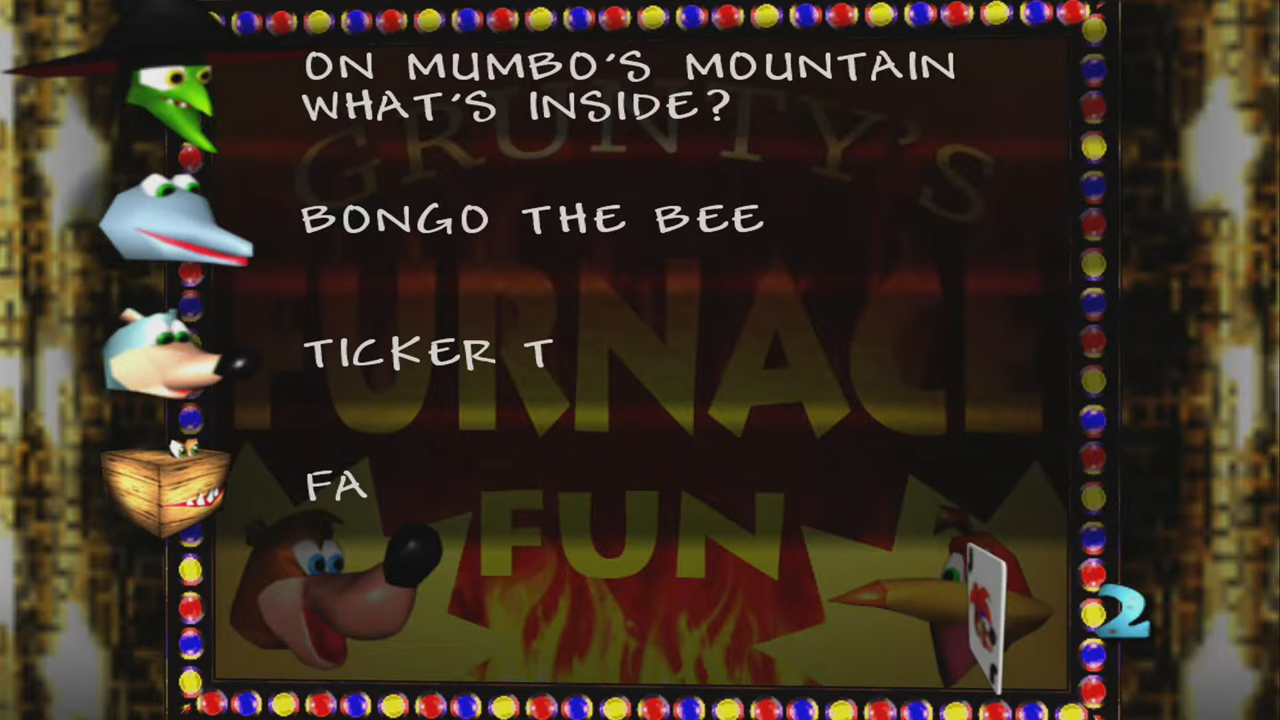 ON MUMBO'S MOUNTAIN
WHAT'S INSIDE?
GRUNTY'S
BONGO THE BEE
FURNACE
TICKER T
FA
FUN
2